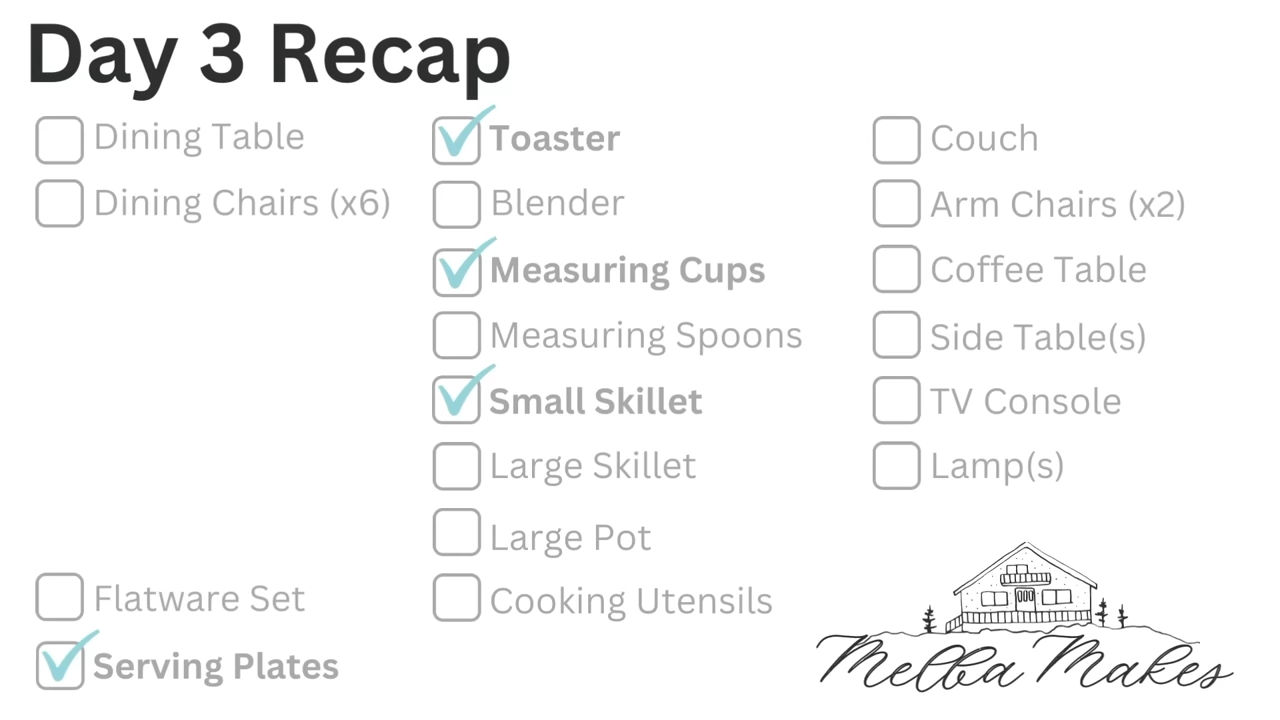 Day 3 Recap
Dining Table
Dining Chairs (x6)
Flatware Set
Serving Plates
Toaster
Blender
Measuring Cups
Measuring Spoons
Small Skillet
Large Skillet
Large Pot
Cooking Utensils
Couch
Arm Chairs (x2)
Coffee Table
Side Table(s)
TV Console
Lamp(s)
Melba Makes